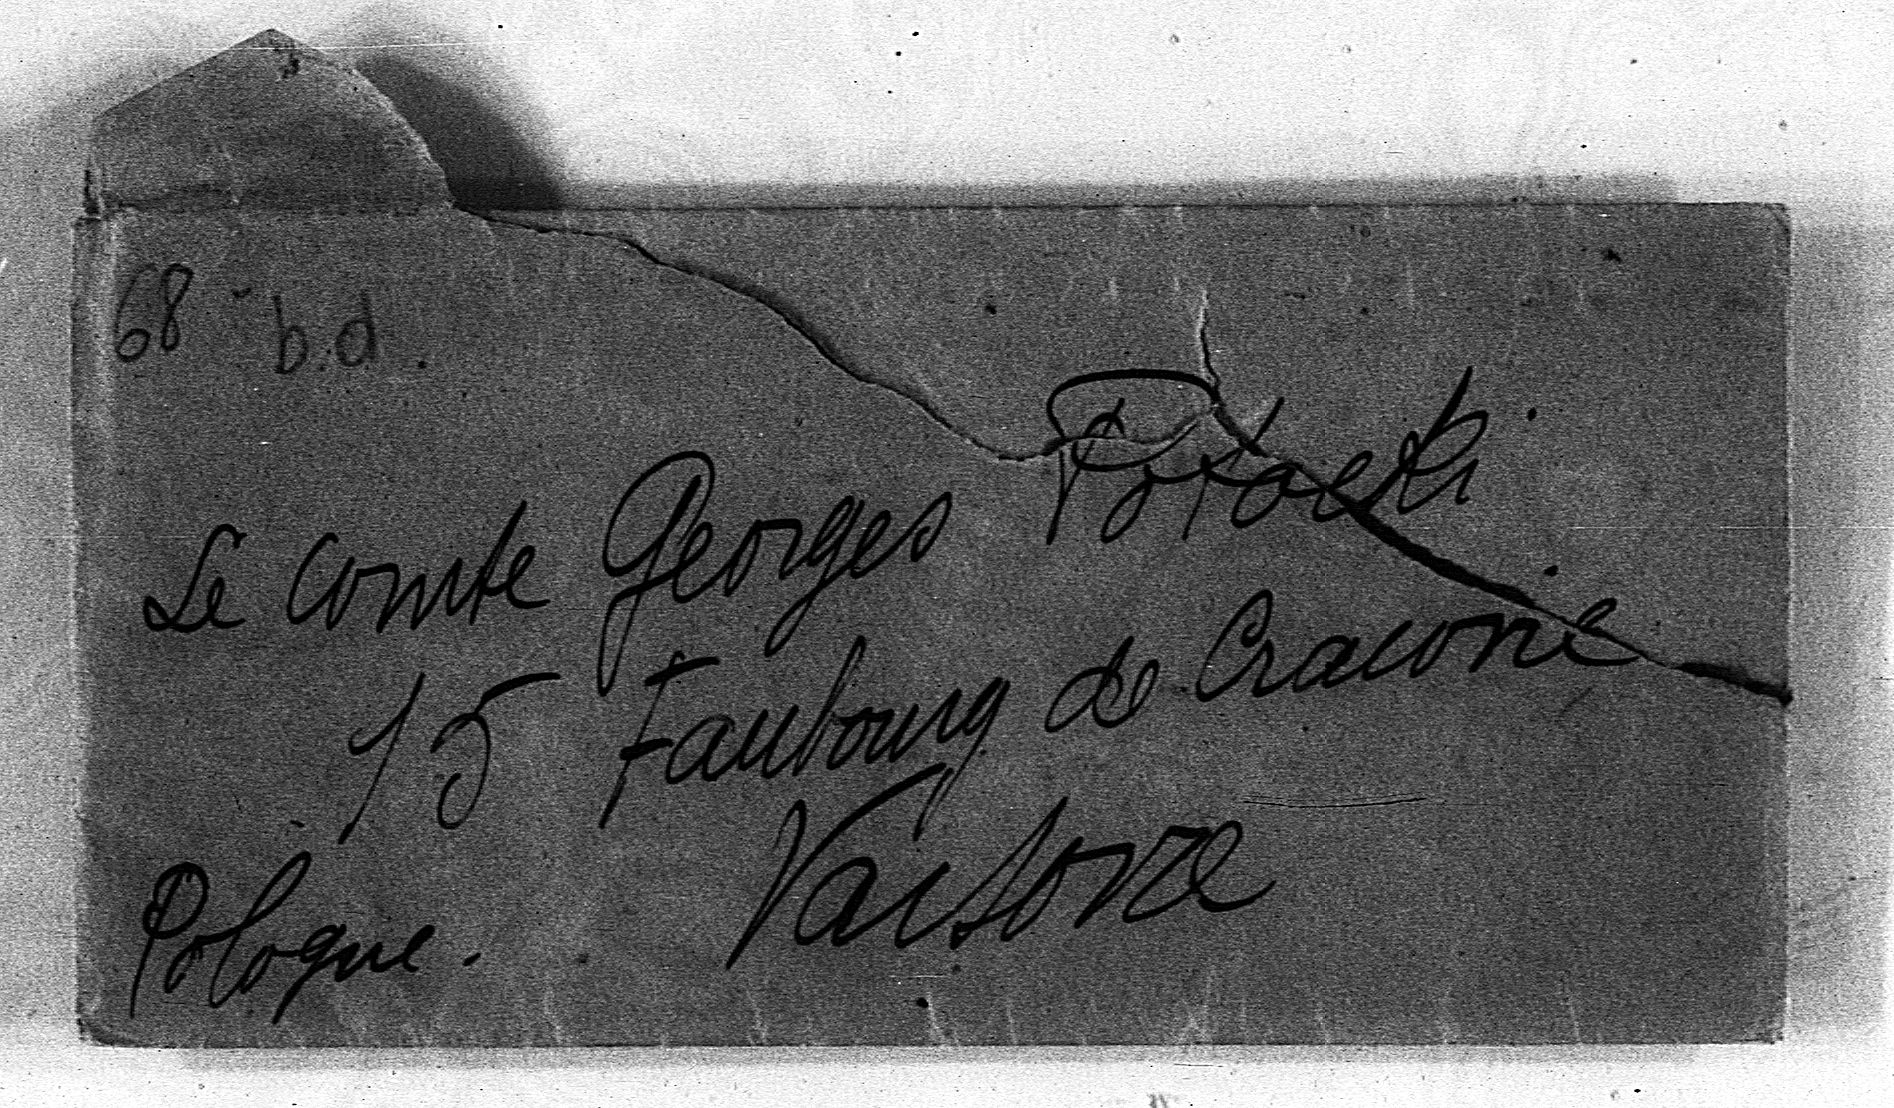 68 b.d.
Le Comte Georges Potocki
15 Faubourg de Cracovie
Varsovie
Pologne.